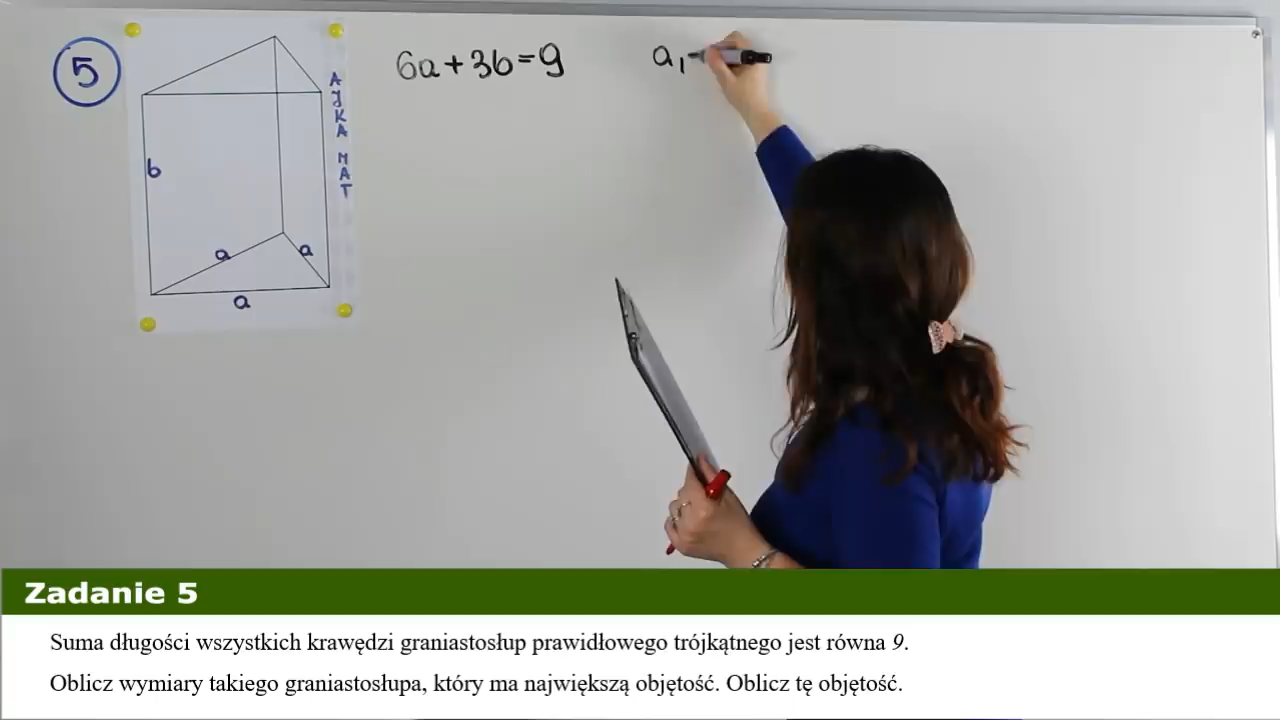 5
AJKA MAT
b
a
a
a
6a+3b=9
a,
Zadanie 5
Suma długości wszystkich krawędzi graniastosłup prawidłowego trójkątnego jest równa 9.
Oblicz wymiary takiego graniastosłupa, który ma największą objętość. Oblicz tę objętość.